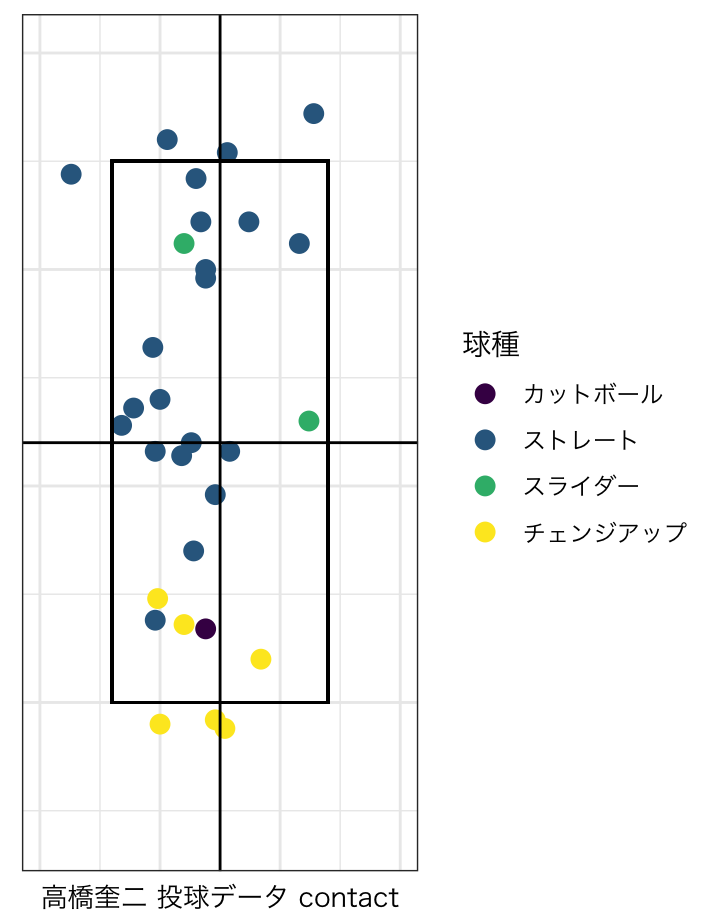 球種
カットボール
ストレート
スライダー
チェンジアップ
高橋奎二 投球データ contact